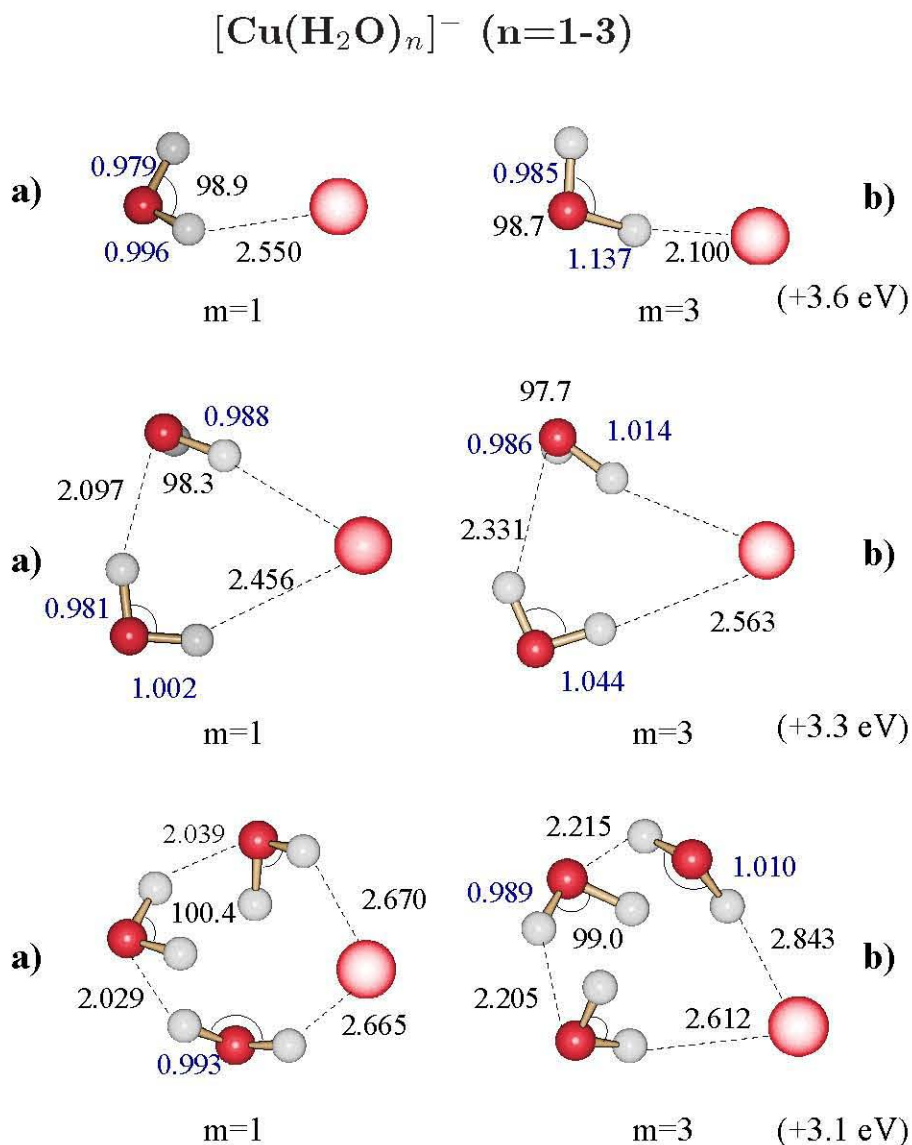 [Cu(H₂O)ₙ]⁻ (n=1-3)
a)
0.979
98.9
0.996
2.550
m=1
b)
0.985
98.7
1.137
2.100
m=3
(+3.6 eV)
a)
0.988
98.3
2.097
2.456
0.981
1.002
m=1
b)
97.7
0.986
1.014
2.331
2.563
1.044
m=3
(+3.3 eV)
a)
2.039
100.4
2.670
2.029
2.665
0.993
m=1
b)
2.215
1.010
0.989
99.0
2.843
2.205
2.612
m=3
(+3.1 eV)